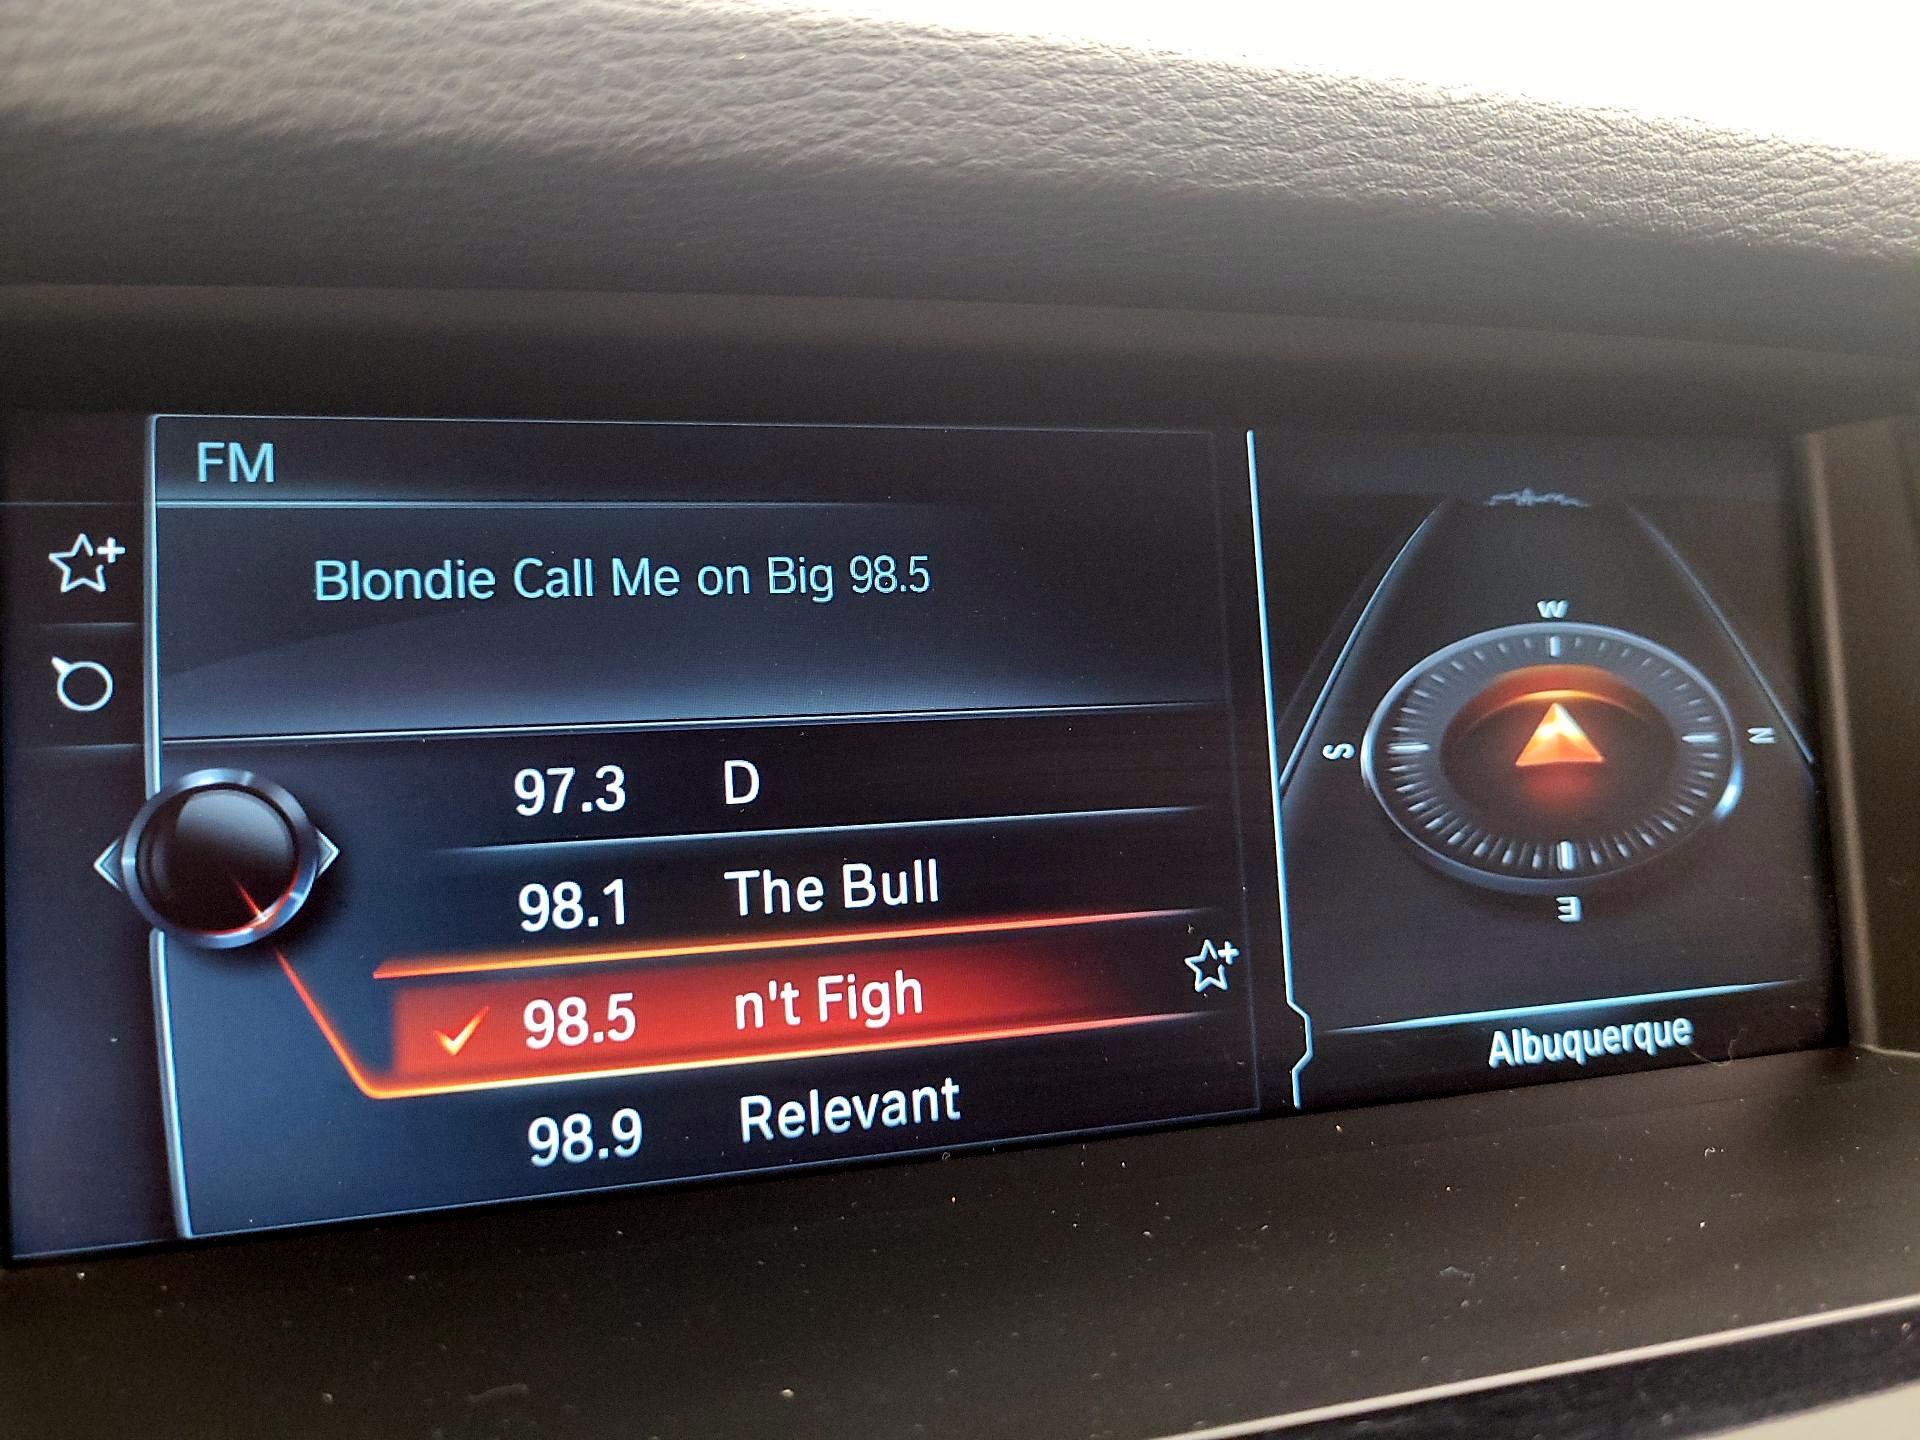 FM
Blondie Call Me on Big 98.5
97.3 D
98.1 The Bull
98.5 n't Figh
98.9 Relevant
W
S
N
E
Albuquerque